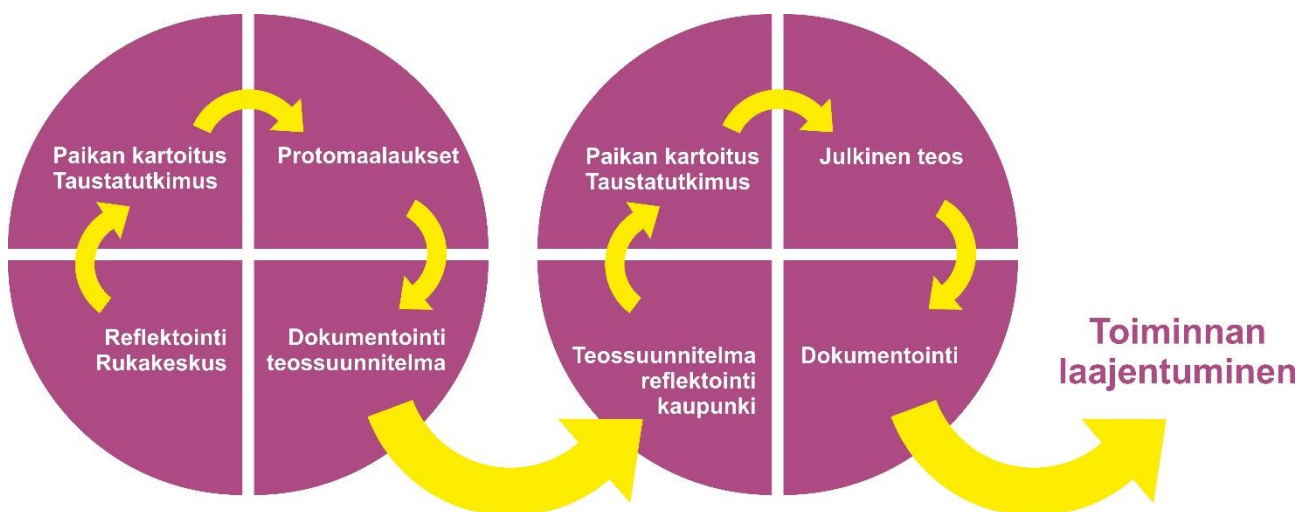 Paikan kartoitus
Taustatutkimus
Protomaalaukset
Reflektointi
Rukakeskus
Dokumentointi
teossuunnitelma
Paikan kartoitus
Taustatutkimus
Julkinen teos
Teossuunnitelma
reflektointi
kaupunki
Dokumentointi
Toiminnan
laajentuminen